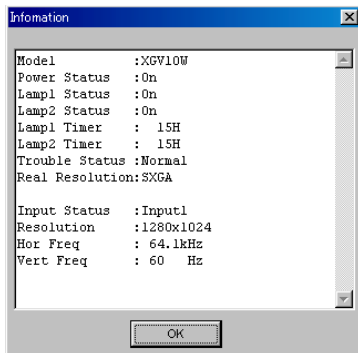 Infomation
Model :XGV10W
Power Status :On
Lamp1 Status :On
Lamp2 Status :On
Lamp1 Timer : 15H
Lamp2 Timer : 15H
Trouble Status :Normal
Real Resolution:SXGA
Input Status :Input1
Resolution :1280x1024
Hor Freq : 64.1kHz
Vert Freq : 60 Hz
OK